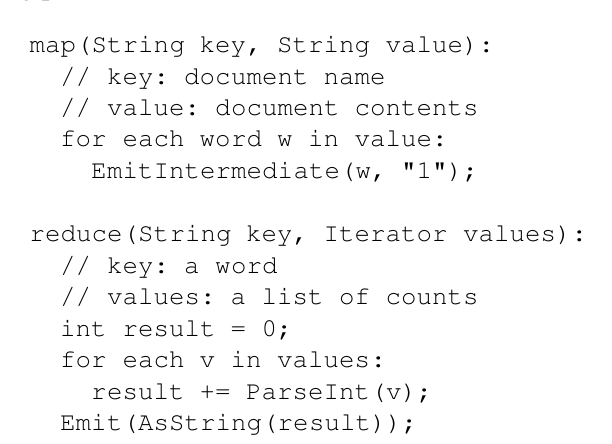 map(String key, String value):
  // key: document name
  // value: document contents
  for each word w in value:
    EmitIntermediate(w, "1");

reduce(String key, Iterator values):
  // key: a word
  // values: a list of counts
  int result = 0;
  for each v in values:
    result += ParseInt(v);
  Emit(AsString(result));